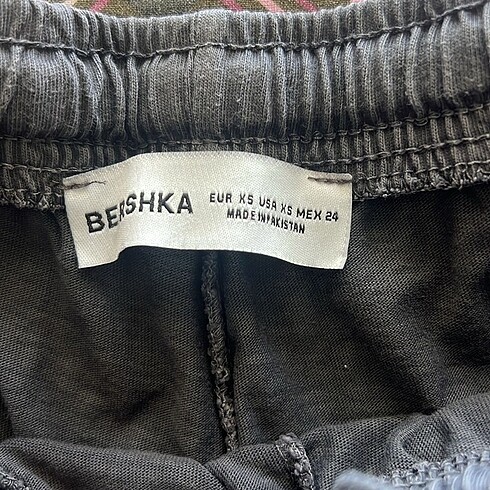 BERSHKA
EUR XS USA XS MEX 24
MADE IN PAKISTAN